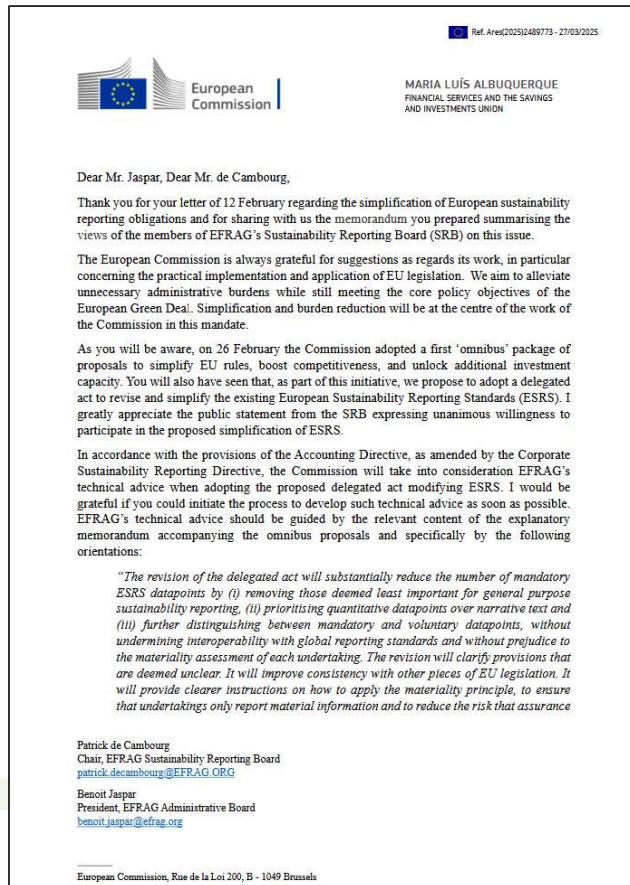 Ref. Ares(2025)2489773 - 27/03/2025
European
Commission
MARIA LUÍS ALBUQUERQUE
FINANCIAL SERVICES AND THE SAVINGS
AND INVESTMENTS UNION
Dear Mr. Jaspar, Dear Mr. de Cambourg,
Thank you for your letter of 12 February regarding the simplification of European sustainability
reporting obligations and for sharing with us the memorandum you prepared summarising the
views of the members of EFRAG's Sustainability Reporting Board (SRB) on this issue.
The European Commission is always grateful for suggestions as regards its work, in particular
concerning the practical implementation and application of EU legislation. We aim to alleviate
unnecessary administrative burdens while still meeting the core policy objectives of the
European Green Deal. Simplification and burden reduction will be at the centre of the work of
the Commission in this mandate.
As you will be aware, on 26 February the Commission adopted a first 'omnibus' package of
proposals to simplify EU rules, boost competitiveness, and unlock additional investment
capacity. You will also have seen that, as part of this initiative, we propose to adopt a delegated
act to revise and simplify the existing European Sustainability Reporting Standards (ESRS). I
greatly appreciate the public statement from the SRB expressing unanimous willingness to
participate in the proposed simplification of ESRS.
In accordance with the provisions of the Accounting Directive, as amended by the Corporate
Sustainability Reporting Directive, the Commission will take into consideration EFRAG's
technical advice when adopting the proposed delegated act modifying ESRS. I would be
grateful if you could initiate the process to develop such technical advice as soon as possible.
EFRAG's technical advice should be guided by the relevant content of the explanatory
memorandum accompanying the omnibus proposals and specifically by the following
orientations:
"The revision of the delegated act will substantially reduce the number of mandatory
ESRS datapoints by (i) removing those deemed least important for general purpose
sustainability reporting, (ii) prioritising quantitative datapoints over narrative text and
(iii) further distinguishing between mandatory and voluntary datapoints, without
undermining interoperability with global reporting standards and without prejudice to
the materiality assessment of each undertaking. The revision will clarify provisions that
are deemed unclear. It will improve consistency with other pieces of EU legislation. It
will provide clearer instructions on how to apply the materiality principle, to ensure
that undertakings only report material information and to reduce the risk that assurance
Patrick de Cambourg
Chair, EFRAG Sustainability Reporting Board
patrick.decambourg@EFRAG.ORG
Benoit Jaspar
President, EFRAG Administrative Board
benoit.jaspar@efrag.org
European Commission, Rue de la Loi 200, B - 1049 Brussels